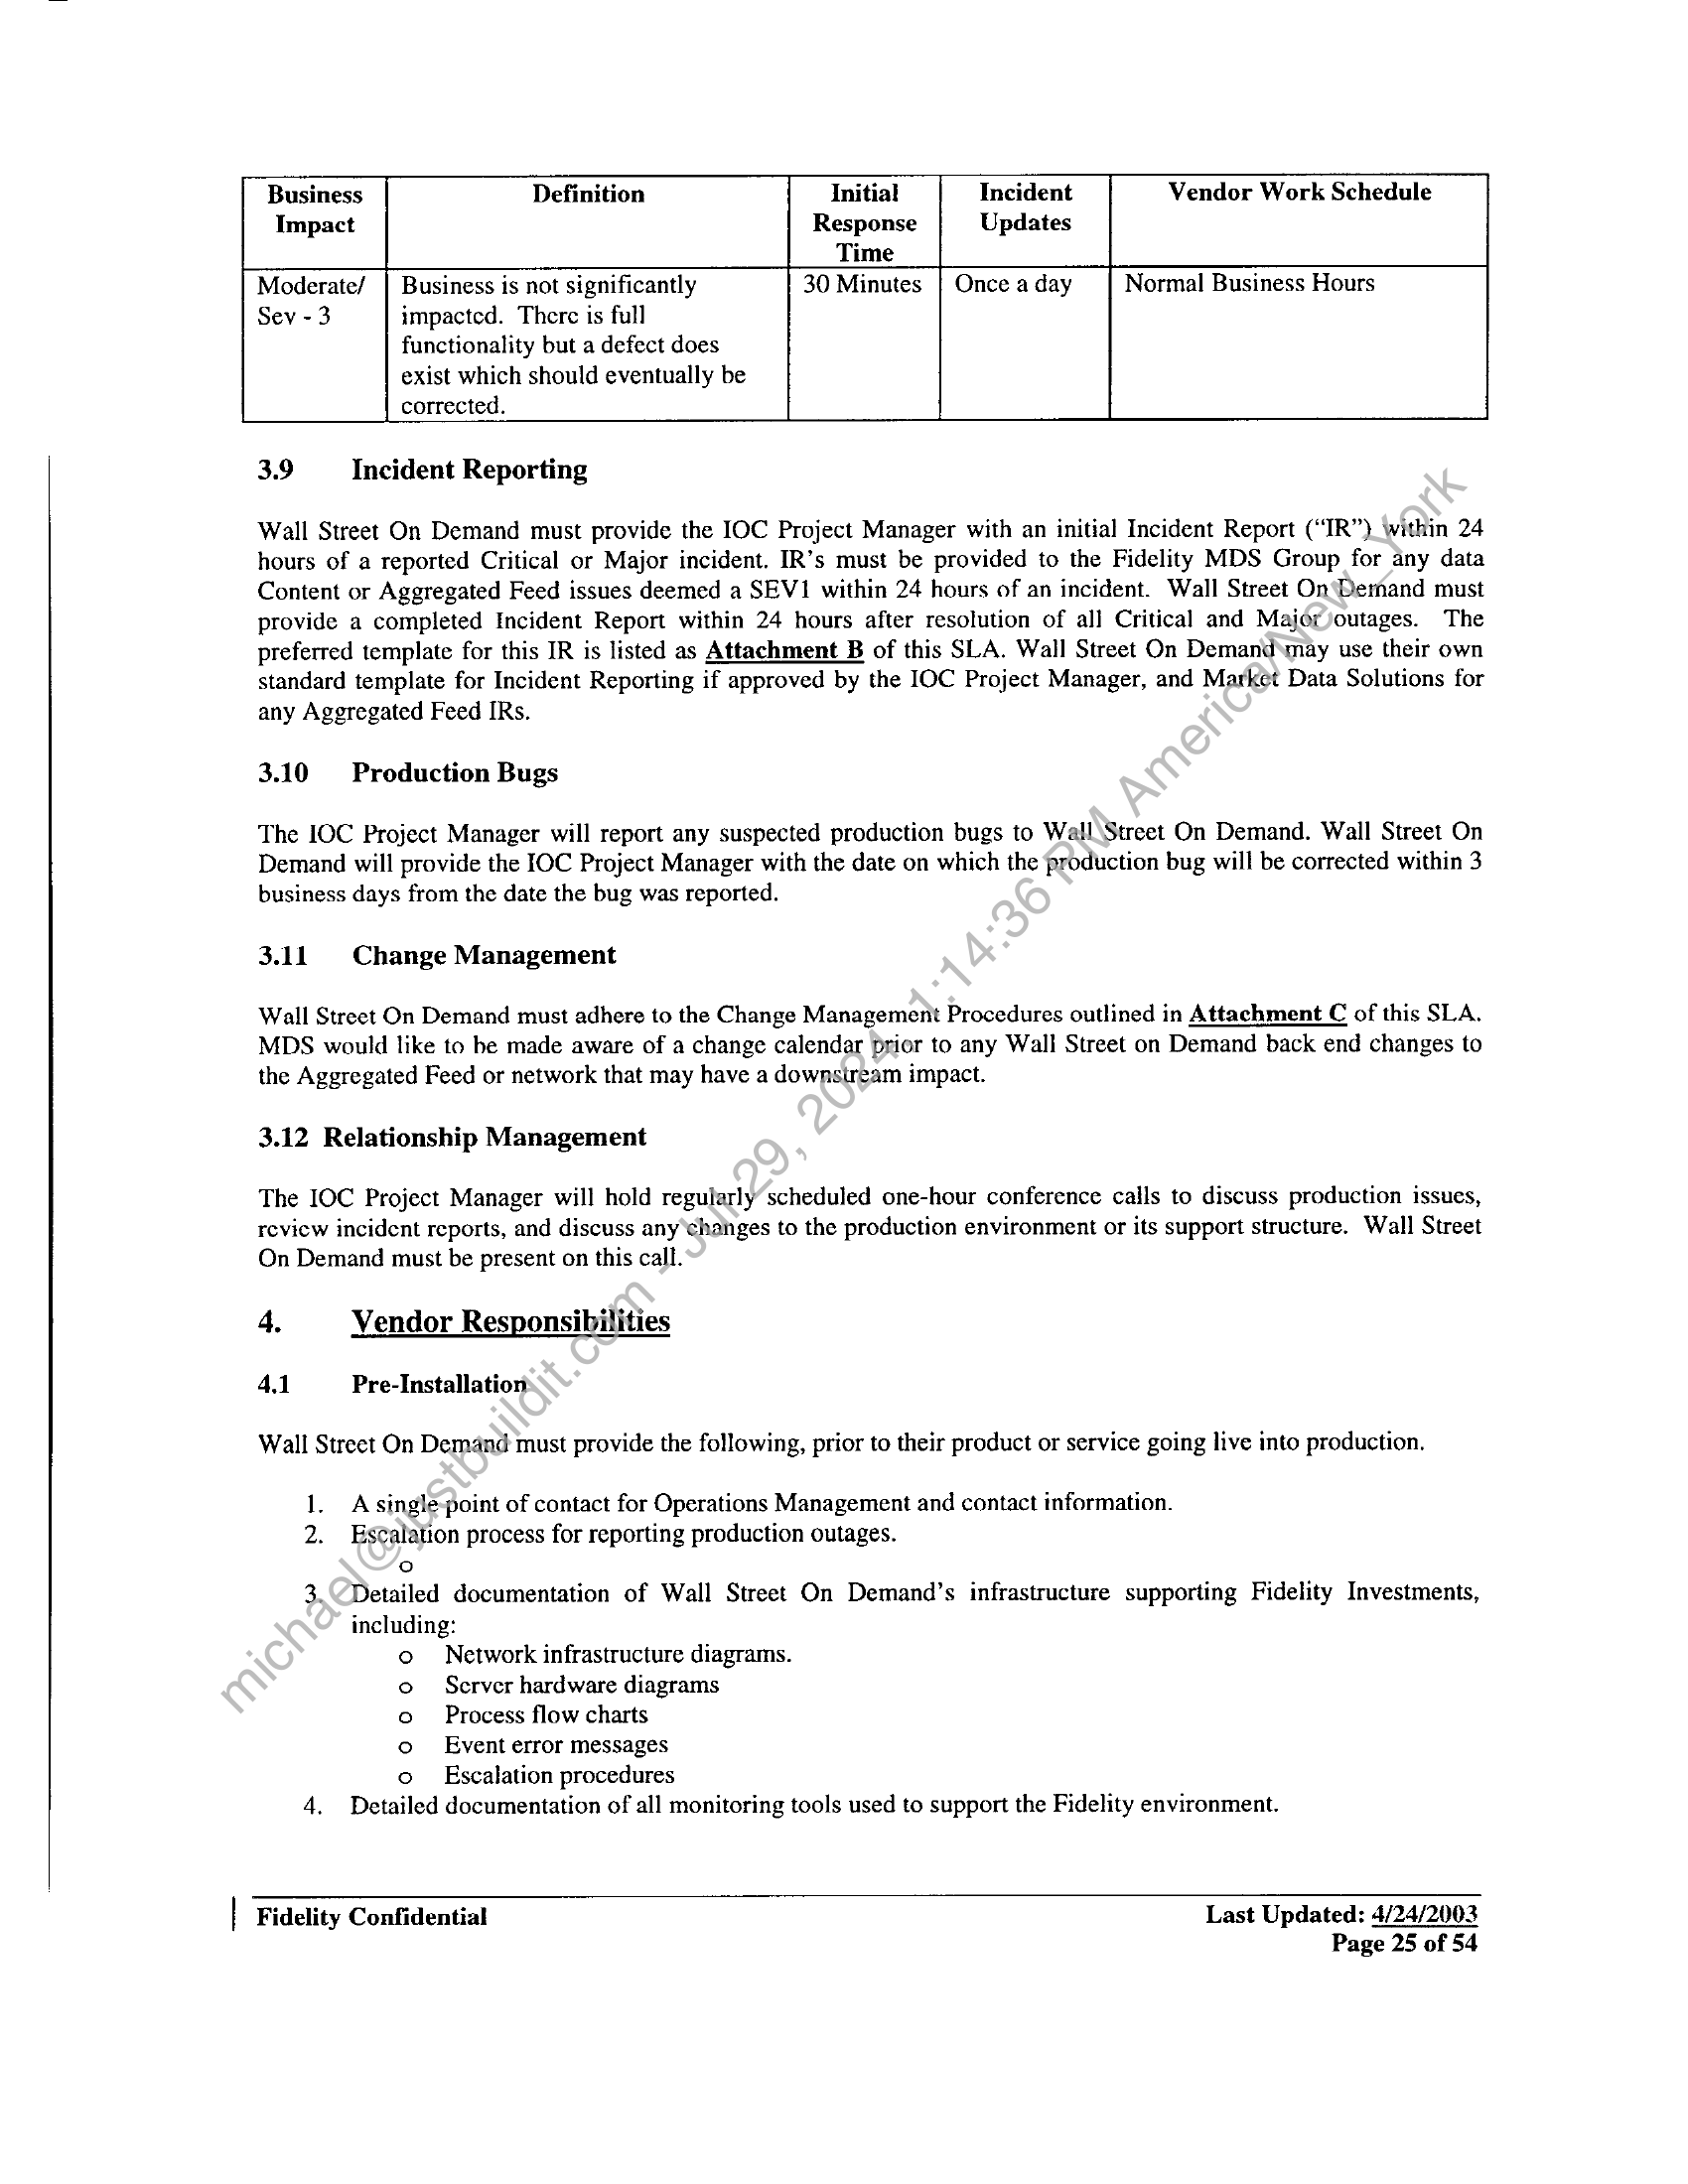 Business Impact | Definition | Initial Response Time | Incident Updates | Vendor Work Schedule
Moderate/ Sev - 3 | Business is not significantly impacted. There is full functionality but a defect does exist which should eventually be corrected. | 30 Minutes | Once a day | Normal Business Hours
3.9 Incident Reporting
Wall Street On Demand must provide the IOC Project Manager with an initial Incident Report (“IR”) within 24
hours of a reported Critical or Major incident. IR’s must be provided to the Fidelity MDS Group for any data
Content or Aggregated Feed issues deemed a SEV1 within 24 hours of an incident. Wall Street On Demand must
provide a completed Incident Report within 24 hours after resolution of all Critical and Major outages. The
preferred template for this IR is listed as Attachment B of this SLA. Wall Street On Demand may use their own
standard template for Incident Reporting if approved by the IOC Project Manager, and Market Data Solutions for
any Aggregated Feed IRs.
3.10 Production Bugs
The IOC Project Manager will report any suspected production bugs to Wall Street On Demand. Wall Street On
Demand will provide the IOC Project Manager with the date on which the production bug will be corrected within 3
business days from the date the bug was reported.
3.11 Change Management
Wall Street On Demand must adhere to the Change Management Procedures outlined in Attachment C of this SLA.
MDS would like to be made aware of a change calendar prior to any Wall Street on Demand back end changes to
the Aggregated Feed or network that may have a downstream impact.
3.12 Relationship Management
The IOC Project Manager will hold regularly scheduled one-hour conference calls to discuss production issues,
review incident reports, and discuss any changes to the production environment or its support structure. Wall Street
On Demand must be present on this call.
4. Vendor Responsibilities
4.1 Pre-Installation
Wall Street On Demand must provide the following, prior to their product or service going live into production.
1. A single point of contact for Operations Management and contact information.
2. Escalation process for reporting production outages.
o
3. Detailed documentation of Wall Street On Demand’s infrastructure supporting Fidelity Investments,
including:
o Network infrastructure diagrams.
o Server hardware diagrams
o Process flow charts
o Event error messages
o Escalation procedures
4. Detailed documentation of all monitoring tools used to support the Fidelity environment.
Fidelity Confidential
Last Updated: 4/24/2003
Page 25 of 54
michael@justbuildit.com - Jul 29, 2024, 1:14:36 PM America/New_York